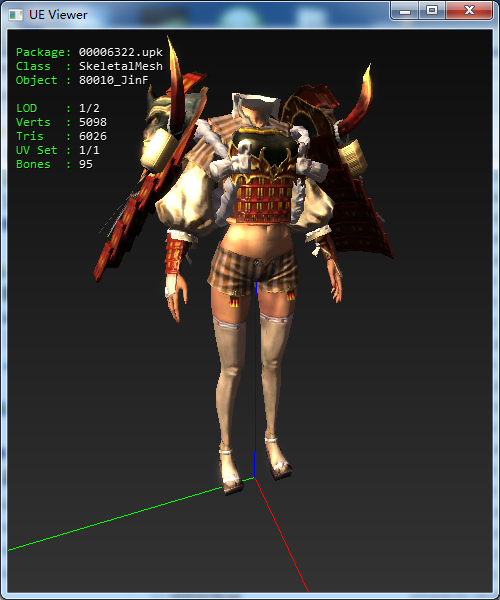 UE Viewer
Package: 00006322.upk
Class : SkeletalMesh
Object : 80010_JinF
LOD : 1/2
Verts : 5098
Tris : 6026
UV Set : 1/1
Bones : 95